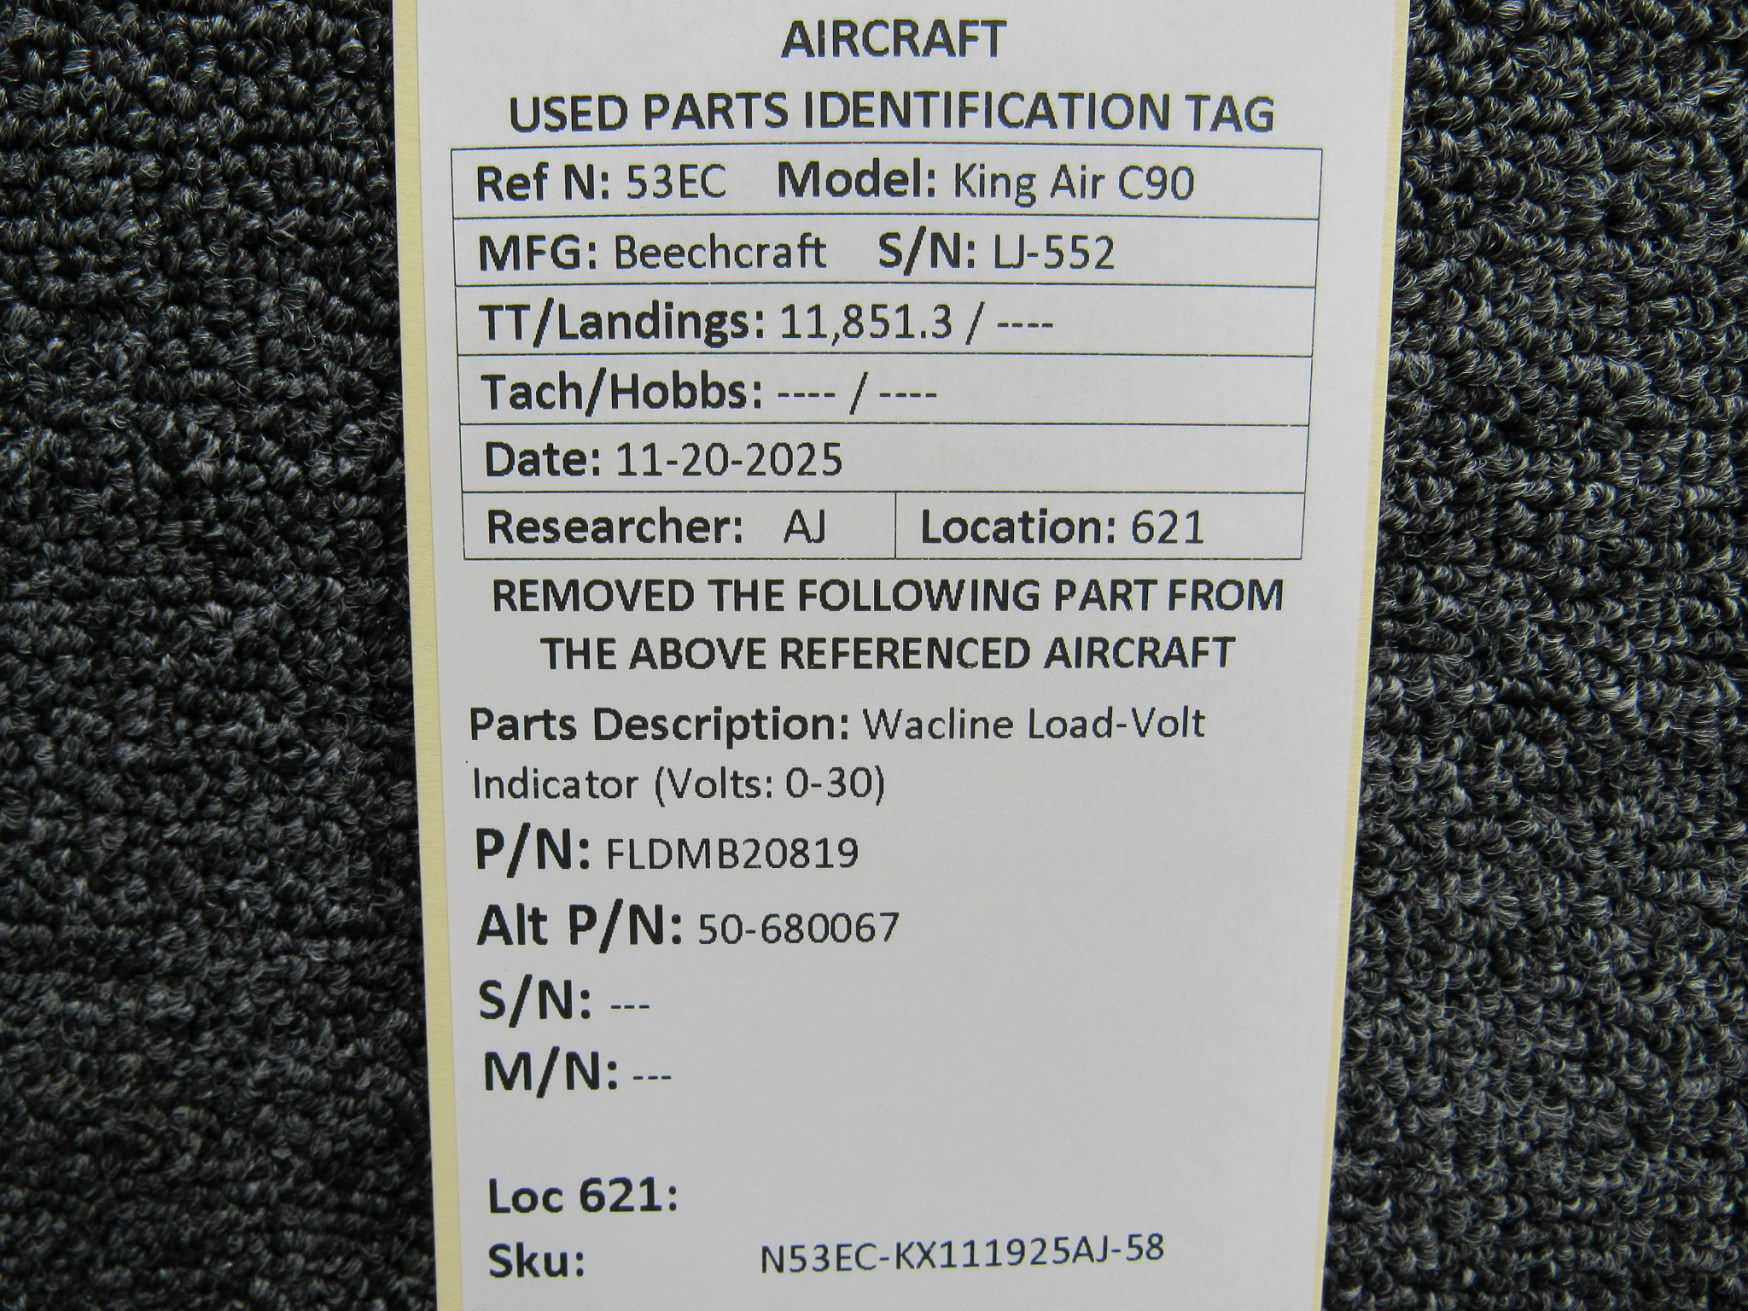 AIRCRAFT
USED PARTS IDENTIFICATION TAG
Ref N: 53EC Model: King Air C90
MFG: Beechcraft S/N: LJ-552
TT/Landings: 11,851.3 / ----
Tach/Hobbs: ---- / ----
Date: 11-20-2025
Researcher: AJ Location: 621
REMOVED THE FOLLOWING PART FROM
THE ABOVE REFERENCED AIRCRAFT
Parts Description: Wacline Load-Volt
Indicator (Volts: 0-30)
P/N: FLDMB20819
Alt P/N: 50-680067
S/N: ---
M/N: ---
Loc 621:
Sku: N53EC-KX111925AJ-58